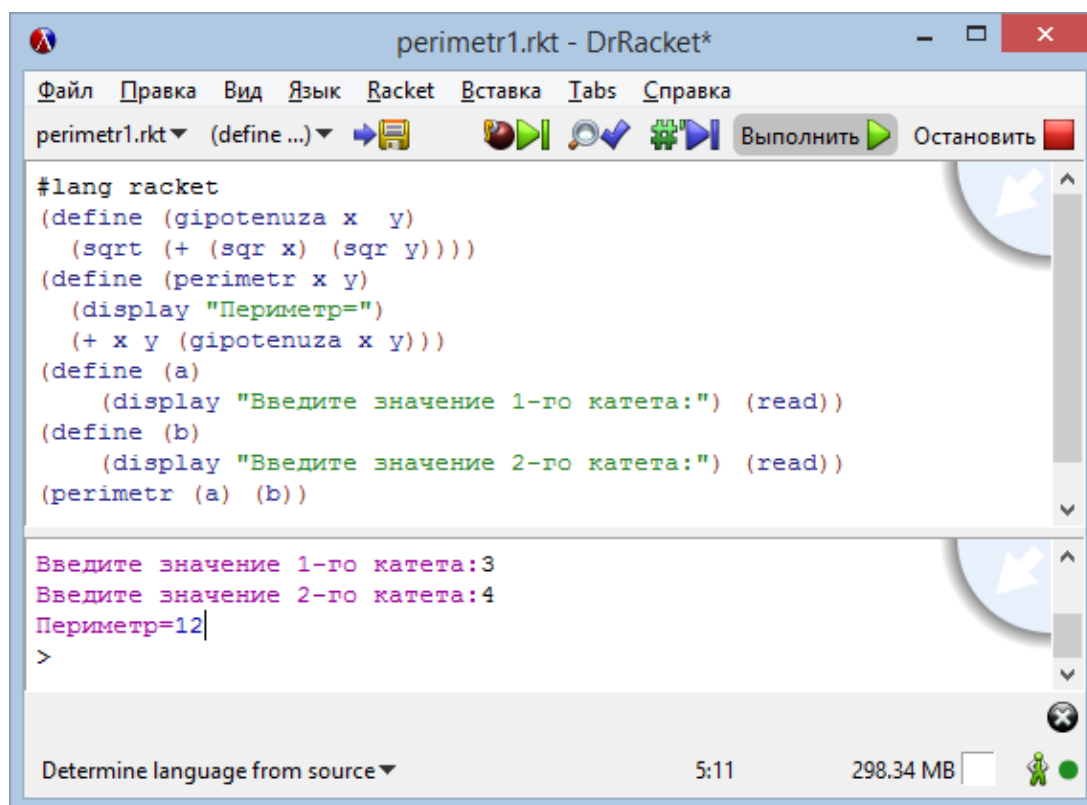 perimetr1.rkt - DrRacket*
Файл Правка Вид Язык Racket Вставка Tabs Справка
perimetr1.rkt (define ...) #' Выполнить Остановить
#lang racket
(define (gipotenuza x  y)
  (sqrt (+ (sqr x) (sqr y))))
(define (perimetr x y)
  (display "Периметр=")
  (+ x y (gipotenuza x y)))
(define (a)
    (display "Введите значение 1-го катета:") (read))
(define (b)
    (display "Введите значение 2-го катета:") (read))
(perimetr (a) (b))
Введите значение 1-го катета:3
Введите значение 2-го катета:4
Периметр=12
>
Determine language from source 5:11 298.34 MB